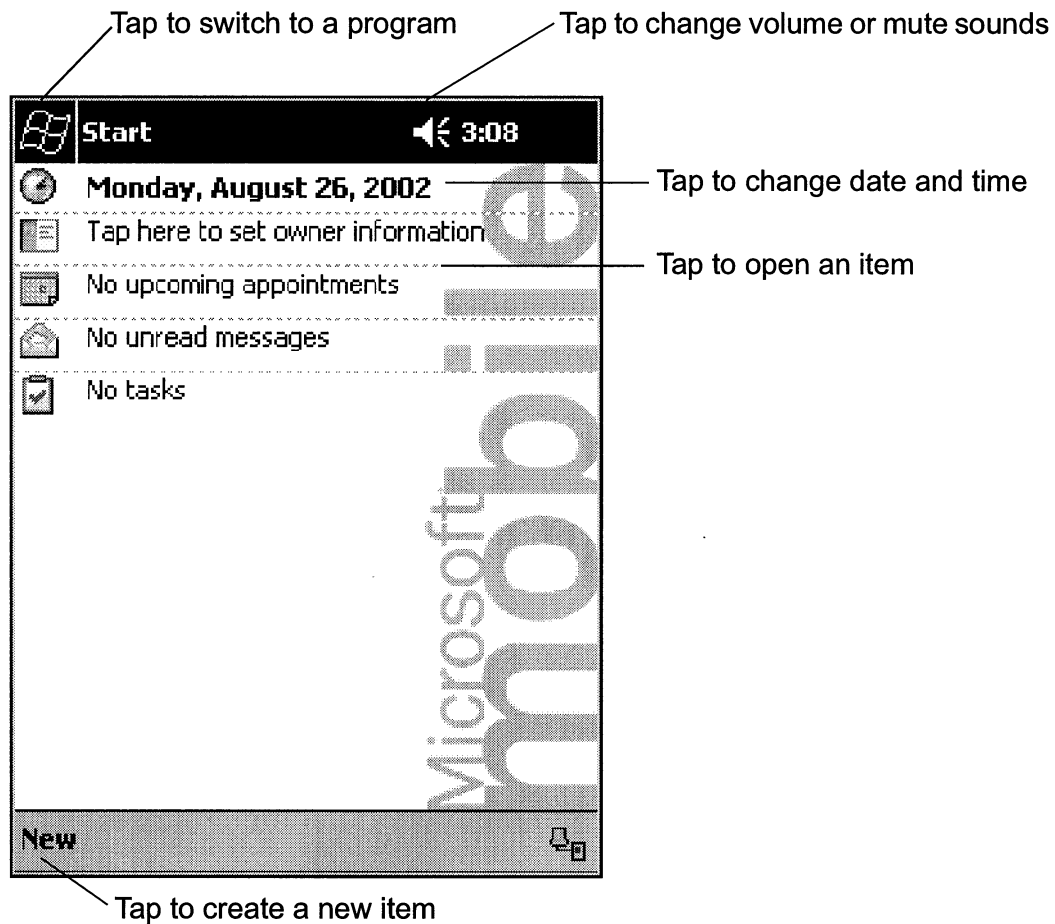 Tap to switch to a program
Tap to change volume or mute sounds
Start
3:08
Monday, August 26, 2002
Tap to change date and time
Tap here to set owner information
Tap to open an item
No upcoming appointments
No unread messages
No tasks
Microsoft
mobile
New
Tap to create a new item